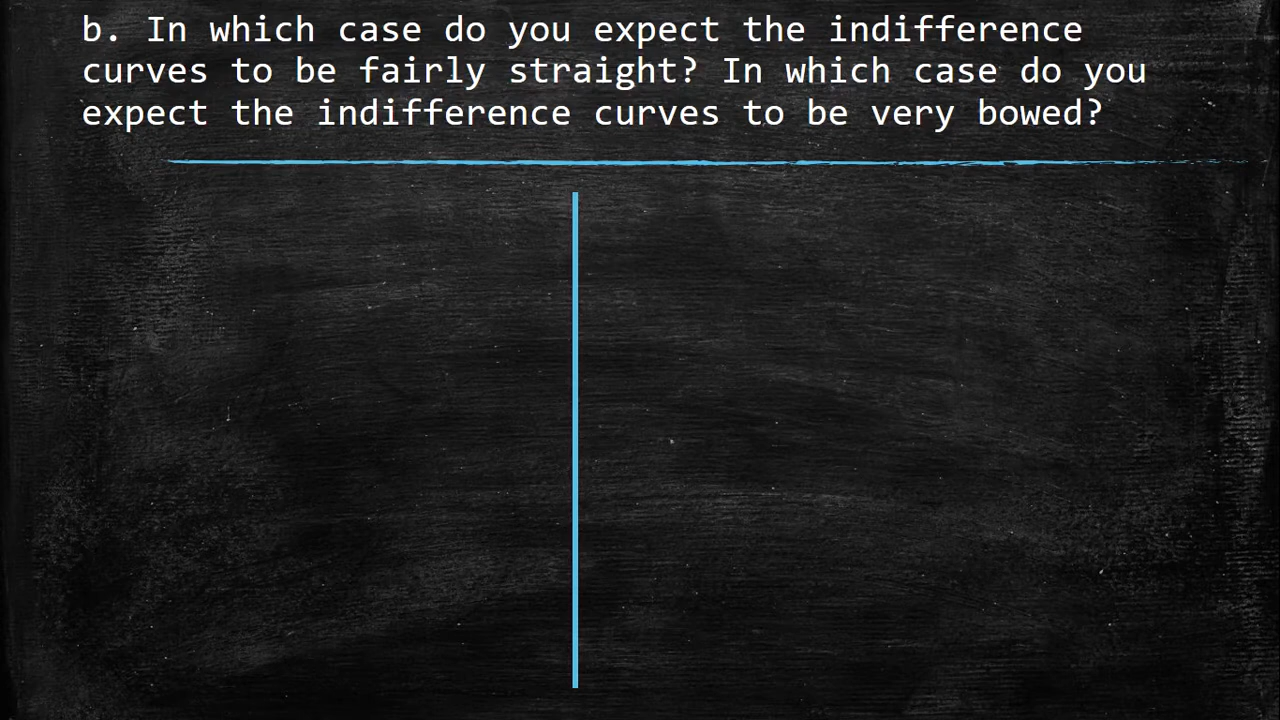 b. In which case do you expect the indifference
curves to be fairly straight? In which case do you
expect the indifference curves to be very bowed?